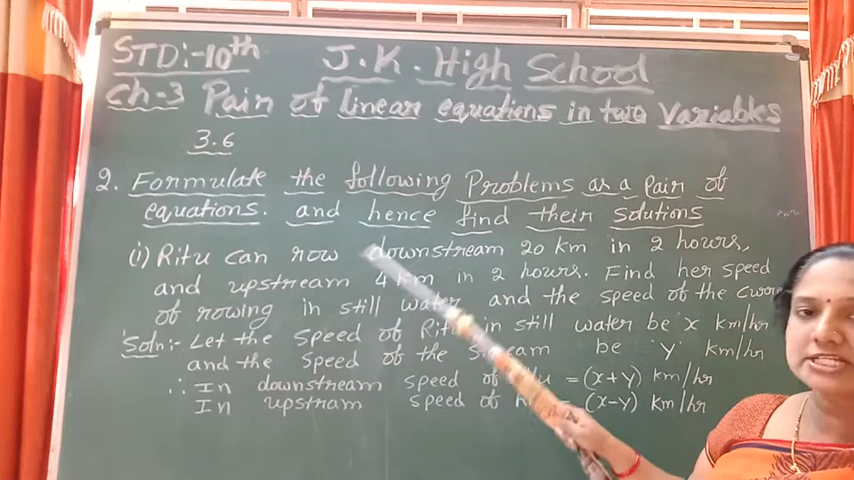 STD:-10th J.K. High School
Ch-3 Pair of linear equations in two Variables
3.6
2. Formulate the following Problems as a Pair of
equations. and hence find their solutions
(i) Ritu can row downstream 20 km in 2 hours,
and upstream 4 km in 2 hours. Find her speed
of rowing in still water and the speed of the
Soln:- Let the speed of Ritu in still water be x km/hr
and the speed of the be 'y' km/hr
∴ In downstream speed of = (x+y) km/hr
In upstram speed of = (x-y) km/hr